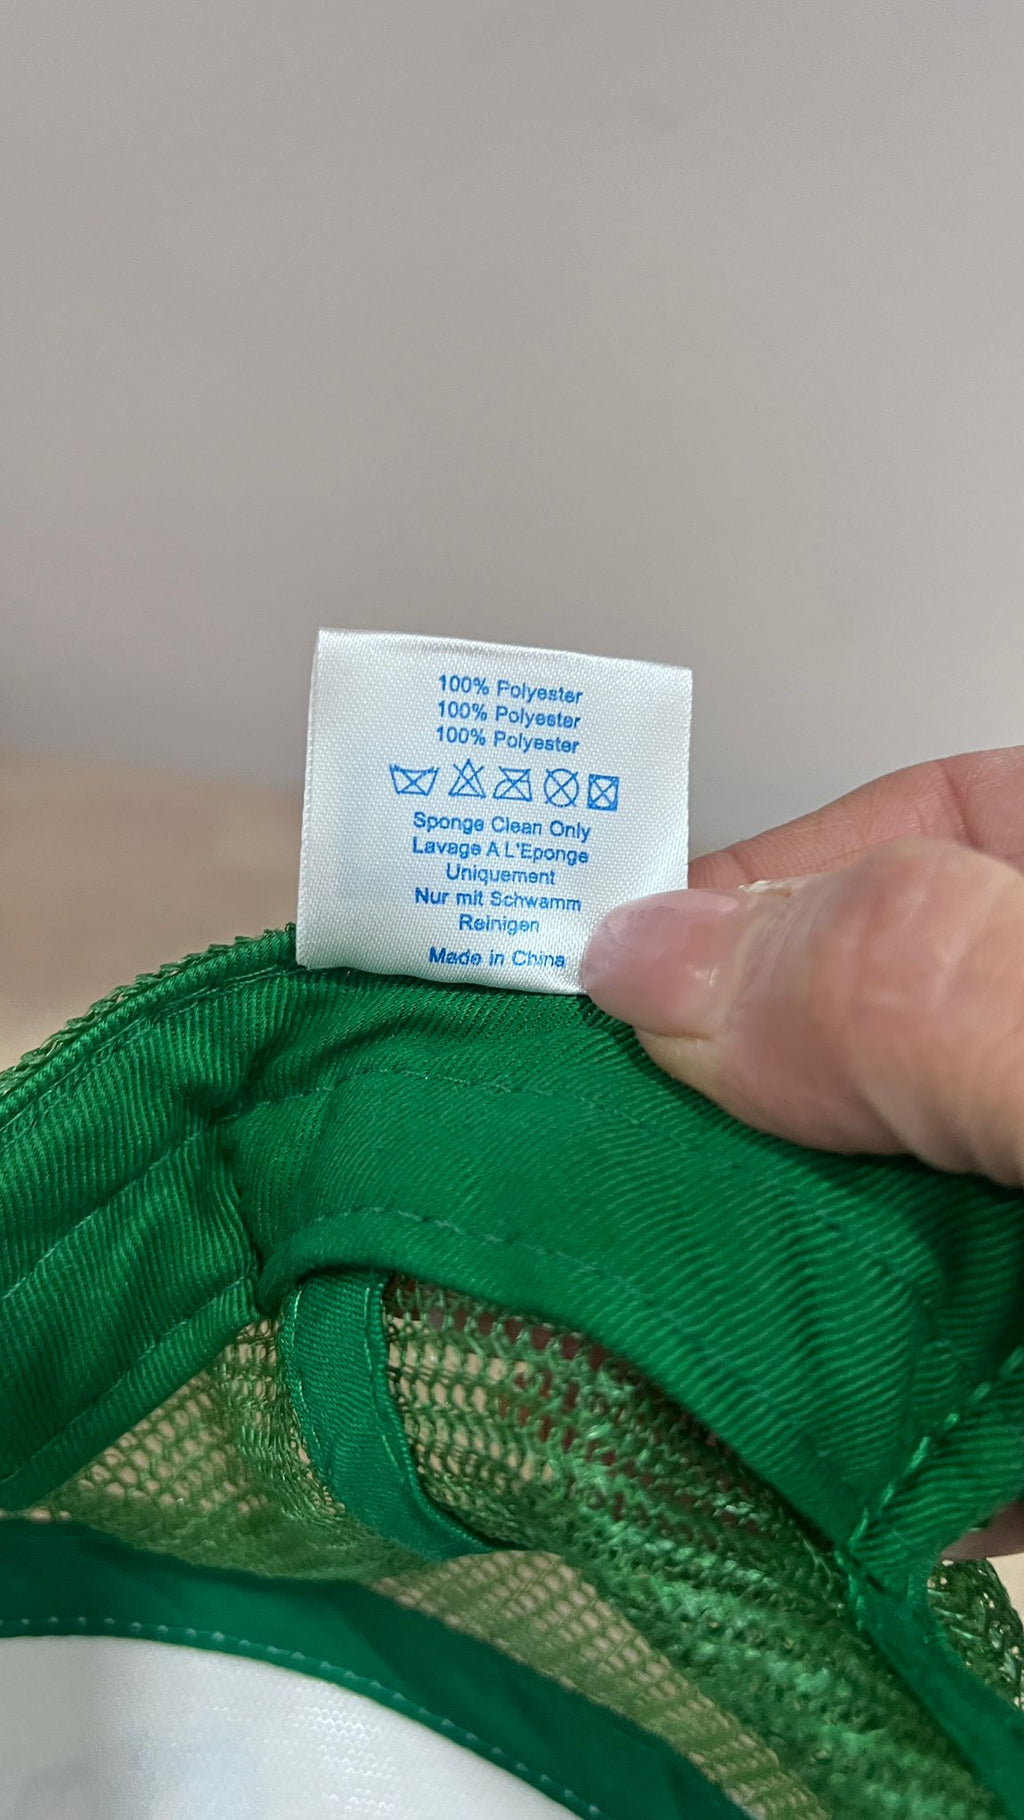 100% Polyester
100% Polyester
100% Polyester
Sponge Clean Only
Lavage A L'Eponge
Uniquement
Nur mit Schwamm
Reinigen
Made in China